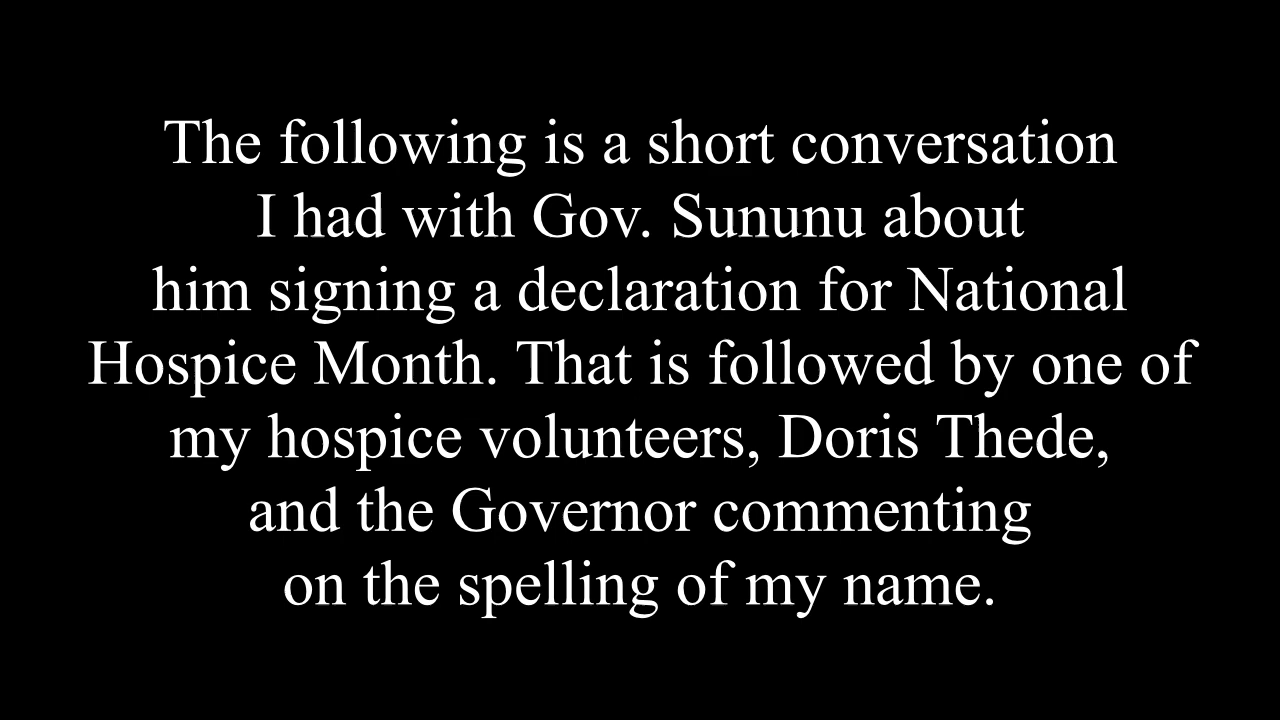 The following is a short conversation
I had with Gov. Sununu about
him signing a declaration for National
Hospice Month. That is followed by one of
my hospice volunteers, Doris Thede,
and the Governor commenting
on the spelling of my name.